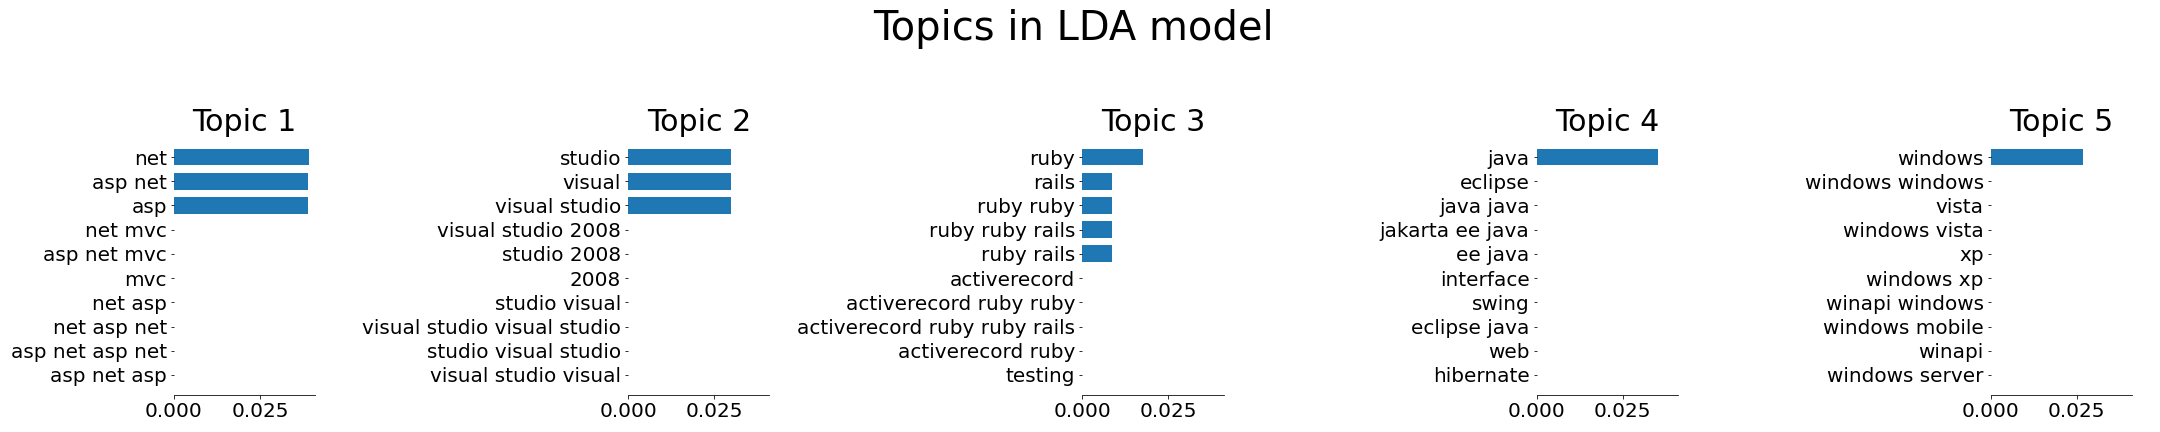 Topics in LDA model
Topic 1
net
asp net
asp
net mvc
asp net mvc
mvc
net asp
net asp net
asp net asp net
asp net asp
0.000 0.025
Topic 2
studio
visual
visual studio
visual studio 2008
studio 2008
2008
studio visual
visual studio visual studio
studio visual studio
visual studio visual
0.000 0.025
Topic 3
ruby
rails
ruby ruby
ruby ruby rails
ruby rails
activerecord
activerecord ruby ruby
activerecord ruby ruby rails
activerecord ruby
testing
0.000 0.025
Topic 4
java
eclipse
java java
jakarta ee java
ee java
interface
swing
eclipse java
web
hibernate
0.000 0.025
Topic 5
windows
windows windows
vista
windows vista
xp
windows xp
winapi windows
windows mobile
winapi
windows server
0.000 0.025